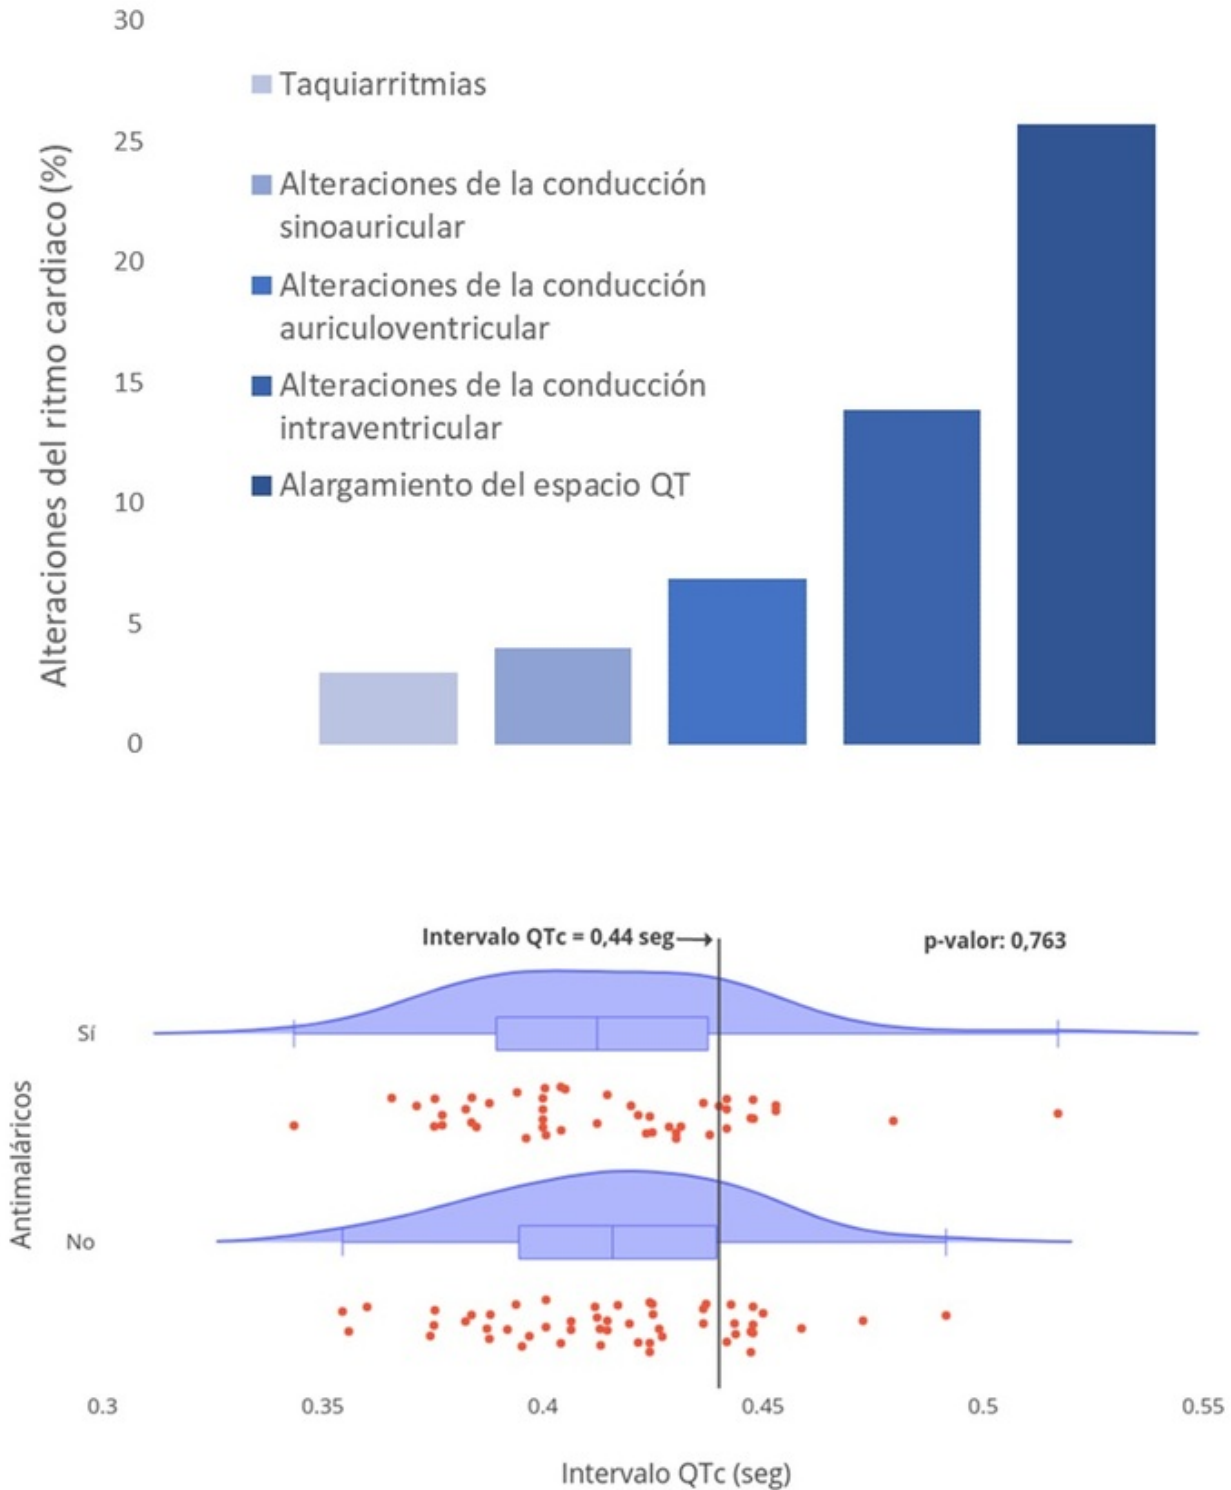 30
25
20
15
10
5
0
Alteraciones del ritmo cardiaco (%)
Taquiarritmias
Alteraciones de la conducción
sinoauricular
Alteraciones de la conducción
auriculoventricular
Alteraciones de la conducción
intraventricular
Alargamiento del espacio QT
Intervalo QTc = 0,44 seg
p-valor: 0,763
Antimaláricos
Sí
No
0.3
0.35
0.4
0.45
0.5
0.55
Intervalo QTc (seg)